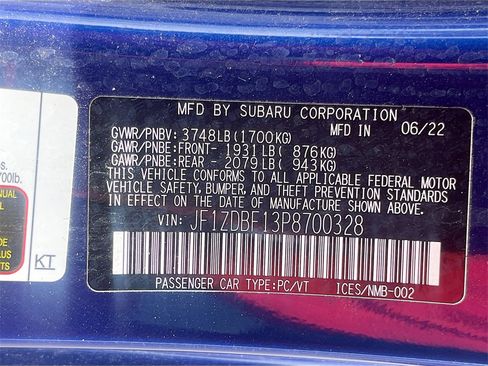 MFD BY SUBARU CORPORATION
MFD IN 06/22
GVWR/PNBV: 3748LB(1700KG)
GAWR/PNBE:FRONT- 1931LB( 876KG)
GAWR/PNBE:REAR - 2079LB( 943KG)
THIS VEHICLE CONFORMS TO ALL APPLICABLE FEDERAL MOTOR
VEHICLE SAFETY, BUMPER, AND THEFT PREVENTION STANDARDS
IN EFFECT ON THE DATE OF MANUFACTURE SHOWN ABOVE.
VIN: JF1ZDBF13P8700328
PASSENGER CAR TYPE:PC/VT ICES/NMB-002
s.
700lb.
NUAL
KT